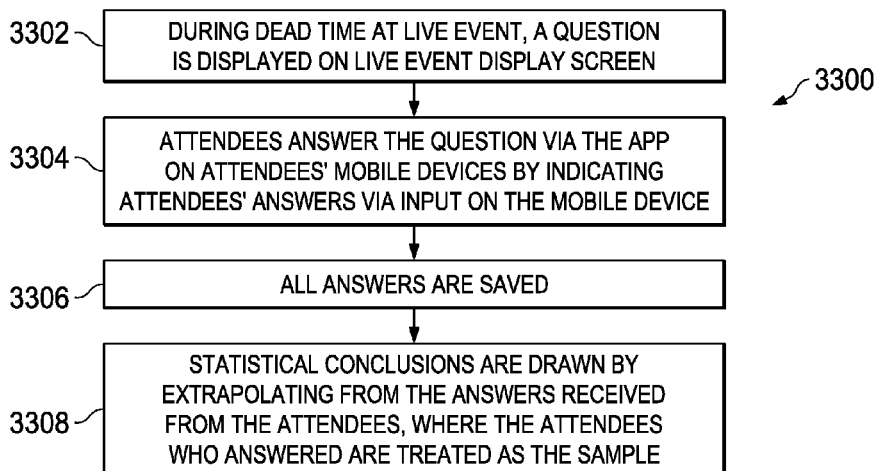 3302
DURING DEAD TIME AT LIVE EVENT, A QUESTION
IS DISPLAYED ON LIVE EVENT DISPLAY SCREEN
3300
3304
ATTENDEES ANSWER THE QUESTION VIA THE APP
ON ATTENDEES' MOBILE DEVICES BY INDICATING
ATTENDEES' ANSWERS VIA INPUT ON THE MOBILE DEVICE
3306
ALL ANSWERS ARE SAVED
3308
STATISTICAL CONCLUSIONS ARE DRAWN BY
EXTRAPOLATING FROM THE ANSWERS RECEIVED
FROM THE ATTENDEES, WHERE THE ATTENDEES
WHO ANSWERED ARE TREATED AS THE SAMPLE